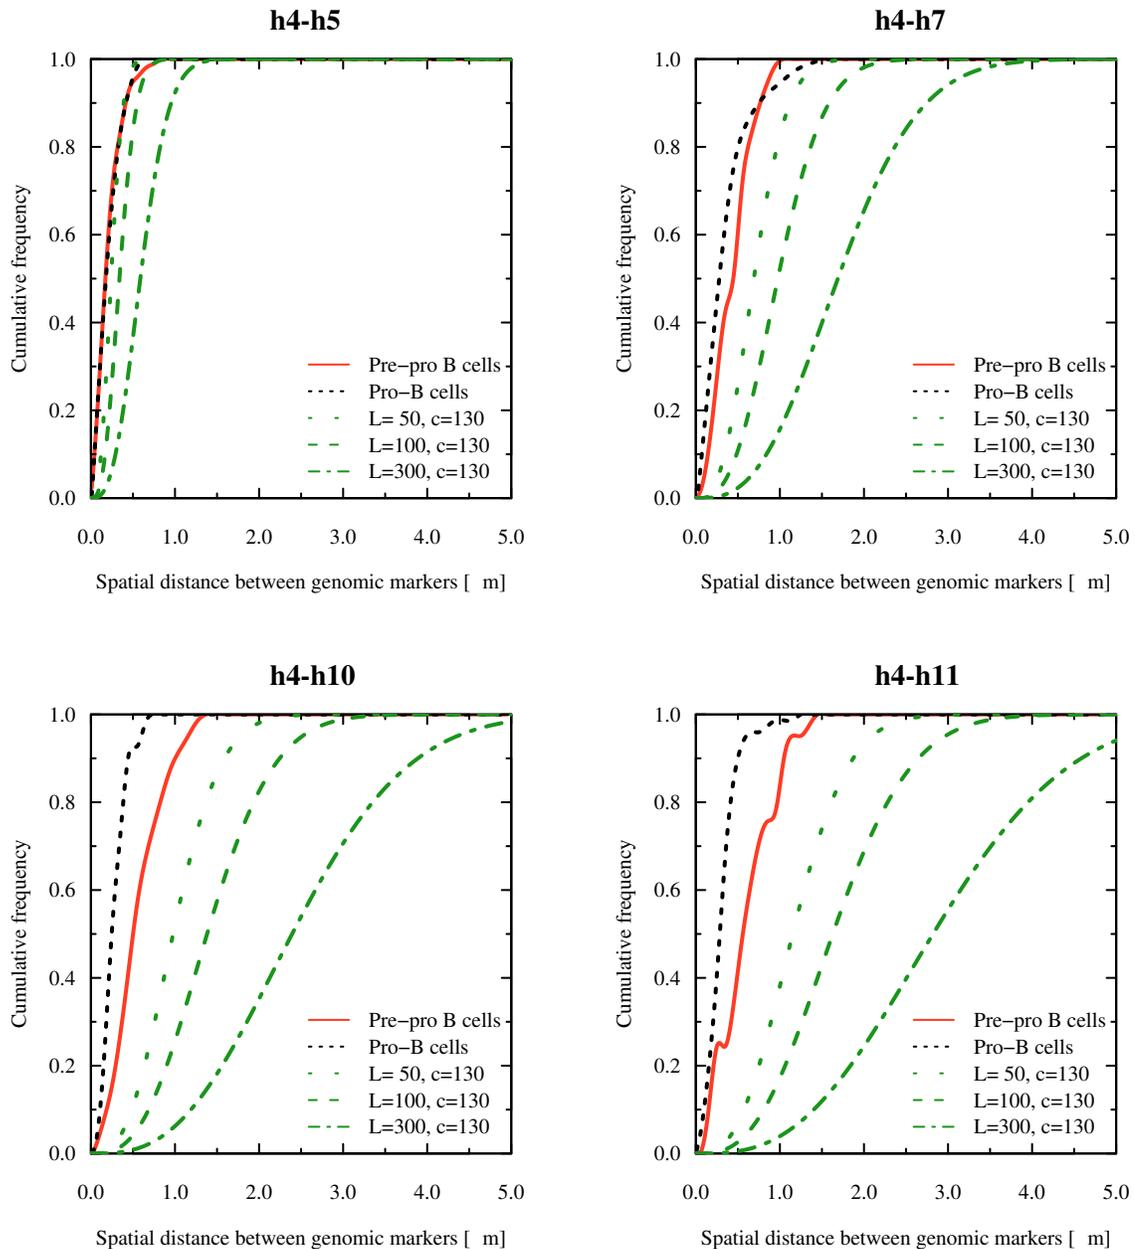 h4-h5
1.0
0.8
0.6
0.4
0.2
0.0
Cumulative frequency
Pre−pro B cells
Pro−B cells
L= 50, c=130
L=100, c=130
L=300, c=130
0.0 1.0 2.0 3.0 4.0 5.0
Spatial distance between genomic markers [ m]
h4-h7
1.0
0.8
0.6
0.4
0.2
0.0
Cumulative frequency
Pre−pro B cells
Pro−B cells
L= 50, c=130
L=100, c=130
L=300, c=130
0.0 1.0 2.0 3.0 4.0 5.0
Spatial distance between genomic markers [ m]
h4-h10
1.0
0.8
0.6
0.4
0.2
0.0
Cumulative frequency
Pre−pro B cells
Pro−B cells
L= 50, c=130
L=100, c=130
L=300, c=130
0.0 1.0 2.0 3.0 4.0 5.0
Spatial distance between genomic markers [ m]
h4-h11
1.0
0.8
0.6
0.4
0.2
0.0
Cumulative frequency
Pre−pro B cells
Pro−B cells
L= 50, c=130
L=100, c=130
L=300, c=130
0.0 1.0 2.0 3.0 4.0 5.0
Spatial distance between genomic markers [ m]